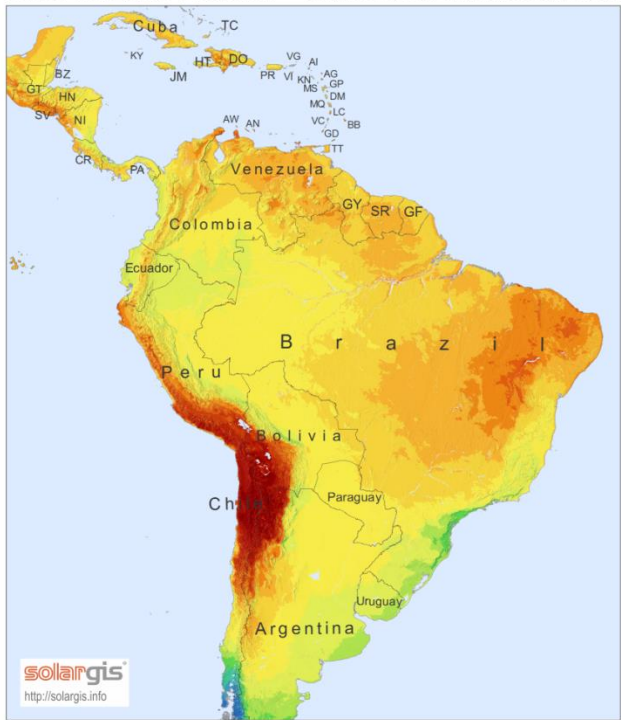 Cuba
TC
KY
HT
DO
JM
PR
VG
VI
AI
KN
AG
MS
GP
DM
MQ
LC
VC
BB
GD
TT
BZ
GT
HN
SV
NI
CR
PA
AW
AN
Venezuela
GY
SR
GF
Colombia
Ecuador
Brazil
Peru
Bolivia
Chile
Paraguay
Uruguay
Argentina
solargis
http://solargis.info